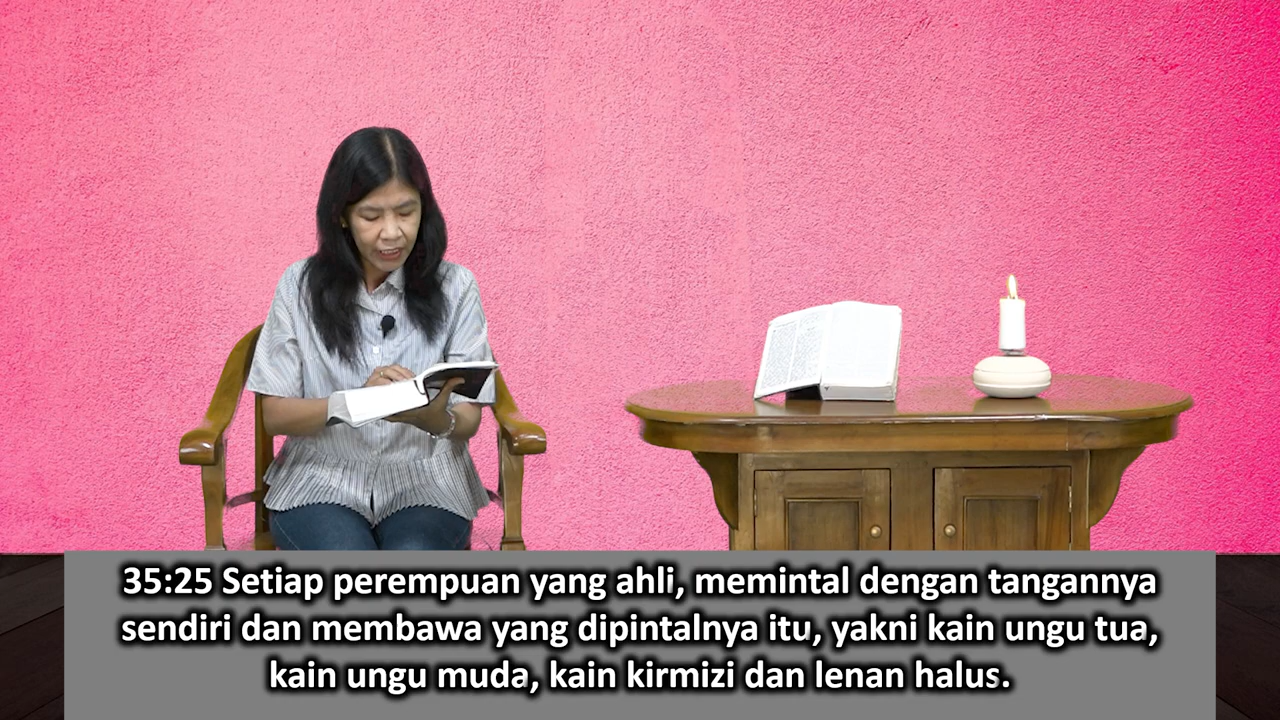 35:25 Setiap perempuan yang ahli, memintal dengan tangannya
sendiri dan membawa yang dipintalnya itu, yakni kain ungu tua,
kain ungu muda, kain kirmizi dan lenan halus.